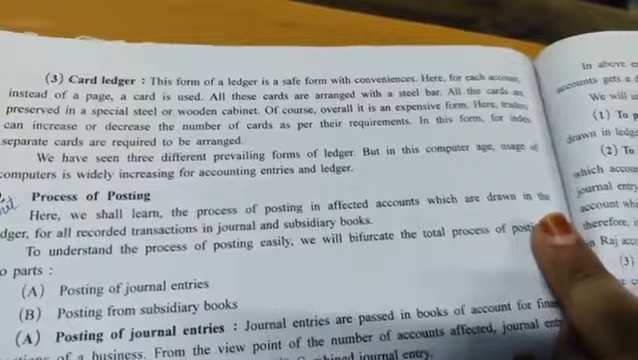 (3) Card ledger : This form of a ledger is a safe form with conveniences. Here, for each account,
instead of a page, a card is used. All these cards are arranged with a steel bar. All the cards are
preserved in a special steel or wooden cabinet. Of course, overall it is an expensive form. Here, traders
can increase or decrease the number of cards as per their requirements. In this form, for index
separate cards are required to be arranged.
We have seen three different prevailing forms of ledger. But in this computer age, usage of
computers is widely increasing for accounting entries and ledger.
Process of Posting
Here, we shall learn, the process of posting in affected accounts which are drawn in the
dger, for all recorded transactions in journal and subsidiary books.
To understand the process of posting easily, we will bifurcate the total process of posti
o parts :
(A) Posting of journal entries
(B) Posting from subsidiary books
(A) Posting of journal entries : Journal entries are passed in books of account for finan
of a business. From the view point of the number of accounts affected, journal ent
journal entry.
In above e
accounts gets a d
We will u
(1) To p
drawn in ledge
(2) To
which accou
journal entry
account whi
therefore, i
in Raj acc
(3)